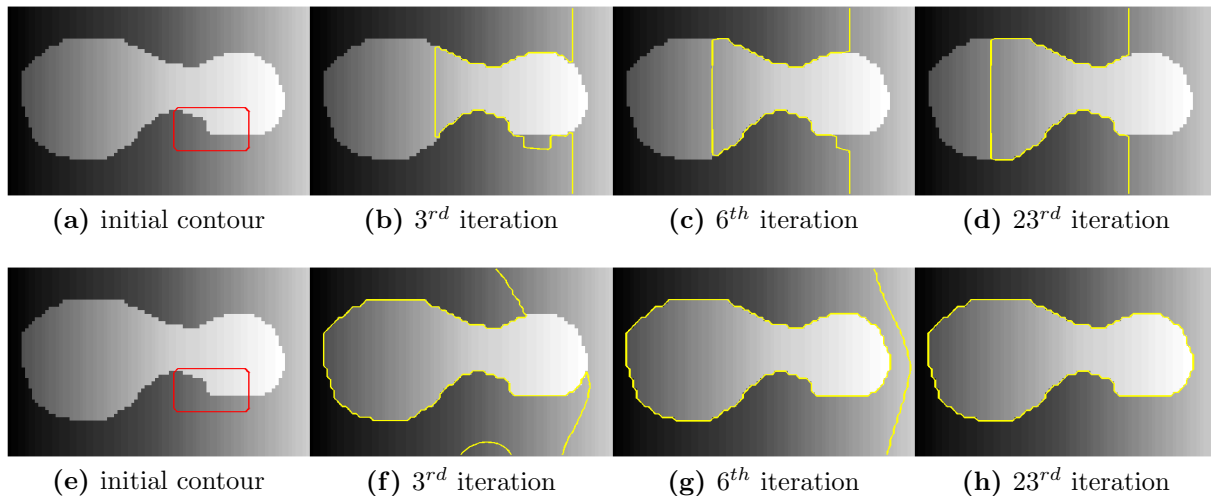 (a) initial contour
(b) 3rd iteration
(c) 6th iteration
(d) 23rd iteration
(e) initial contour
(f) 3rd iteration
(g) 6th iteration
(h) 23rd iteration